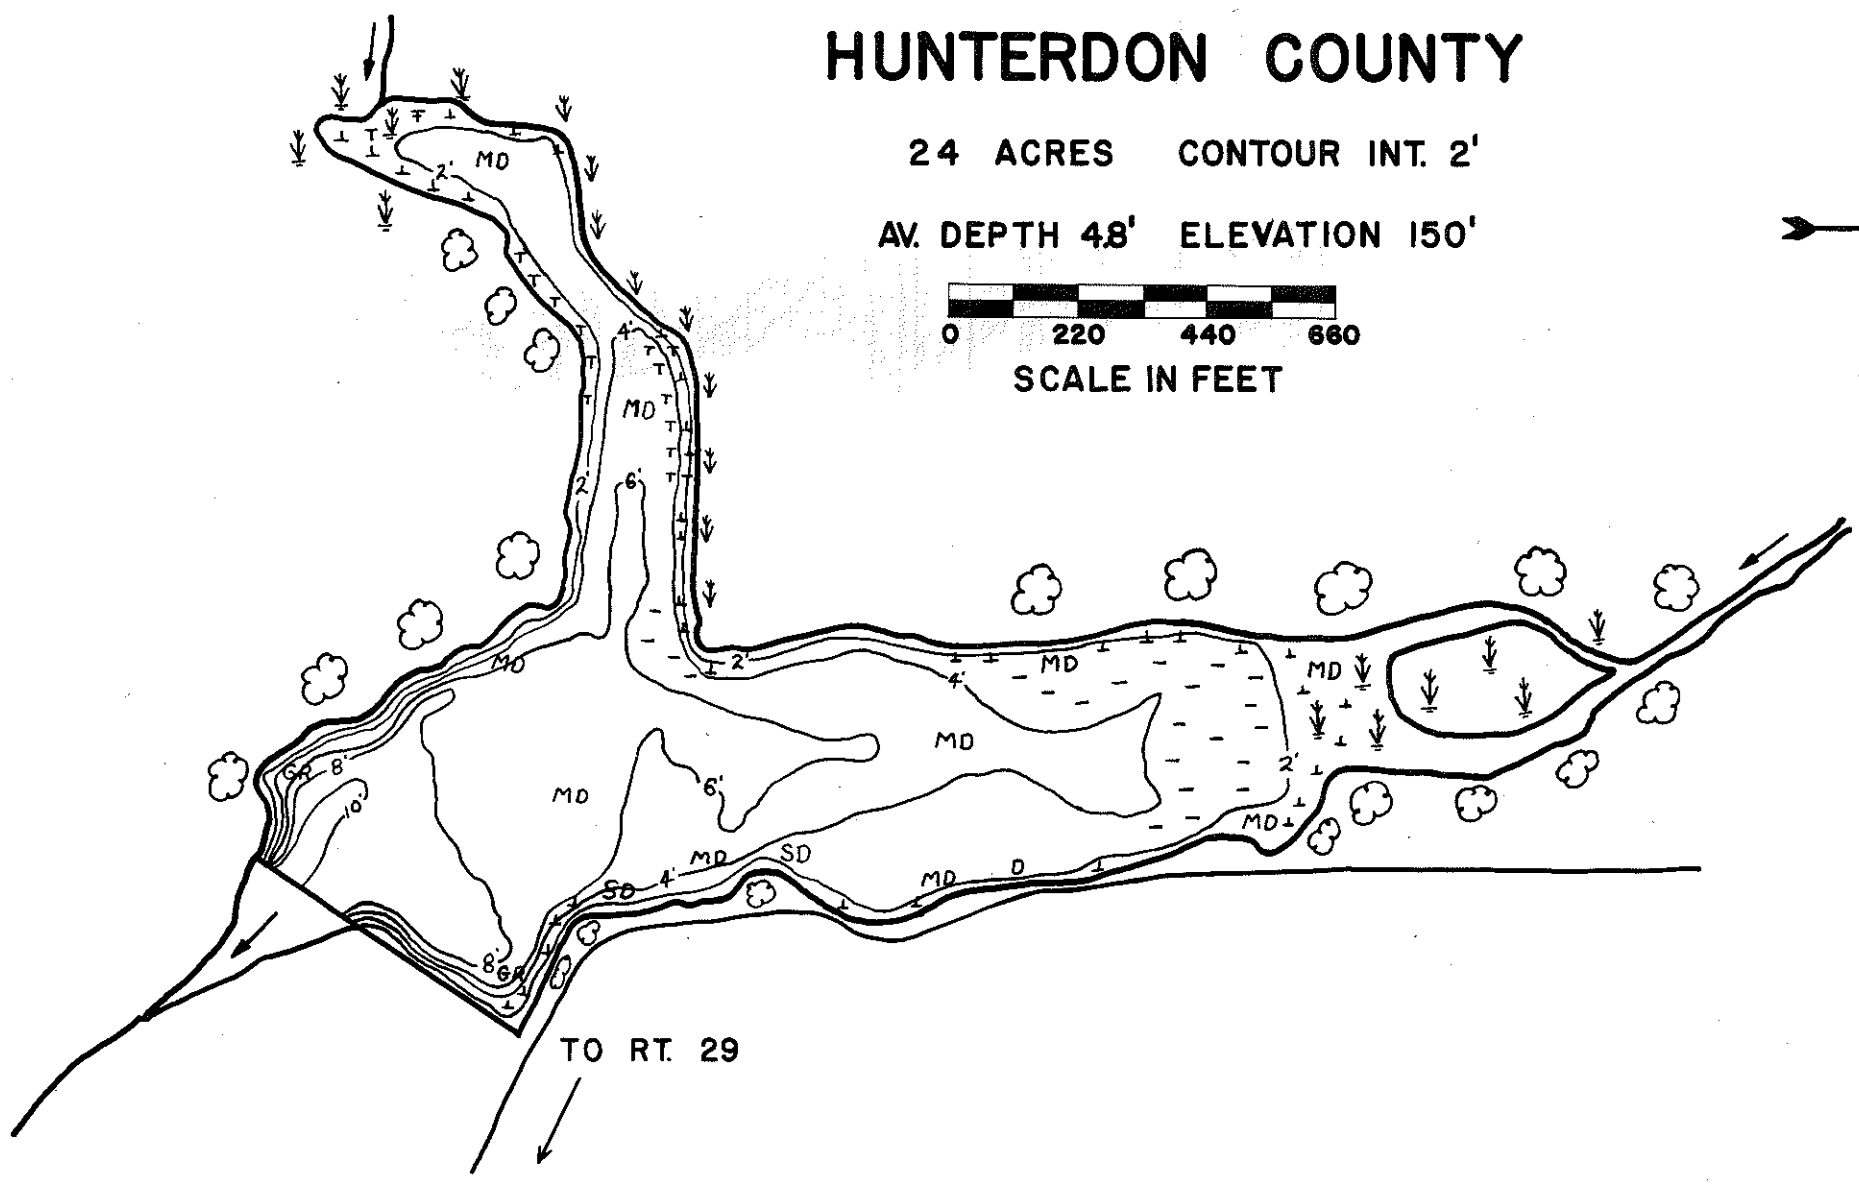 HUNTERDON COUNTY
24 ACRES CONTOUR INT. 2'
AV. DEPTH 4.8' ELEVATION 150'
0 220 440 660
SCALE IN FEET
MD
2'
4'
MD
2'
6'
MD
2'
MD
MD
4'
MD
2'
GR 8'
10'
MD
6'
MD
MD
SD
MD
D
SD
4'
8'
GR
TO RT. 29